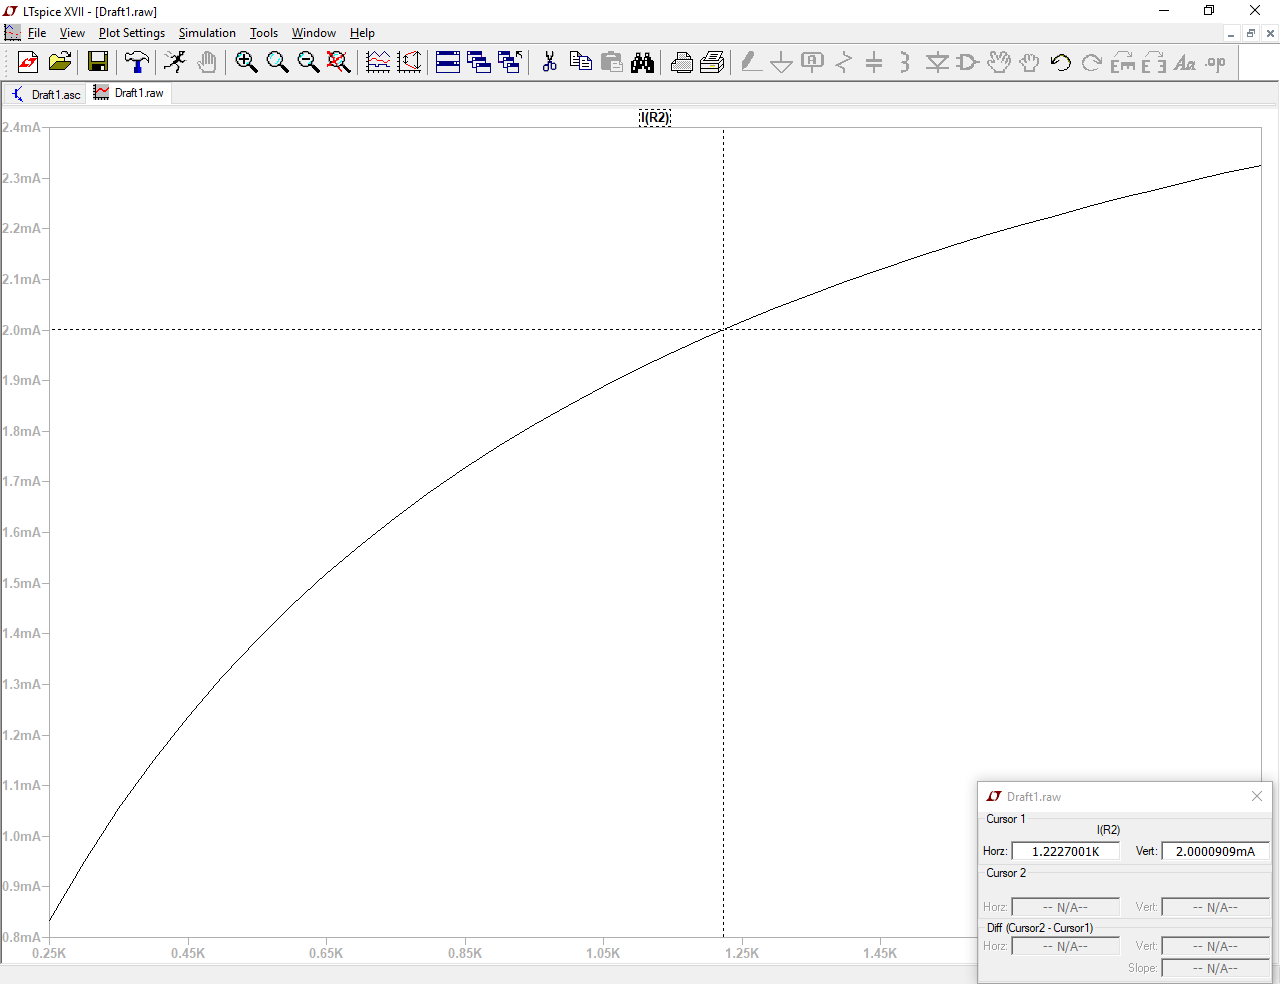 LTspice XVII - [Draft1.raw]
File View Plot Settings Simulation Tools Window Help
Draft1.asc Draft1.raw
I(R2)
2.4mA
2.3mA
2.2mA
2.1mA
2.0mA
1.9mA
1.8mA
1.7mA
1.6mA
1.5mA
1.4mA
1.3mA
1.2mA
1.1mA
1.0mA
0.9mA
0.8mA
0.25K 0.45K 0.65K 0.85K 1.05K 1.25K 1.45K
Draft1.raw
Cursor 1
I(R2)
Horz: 1.2227001K Vert: 2.0000909mA
Cursor 2
Horz: -- N/A-- Vert: -- N/A--
Diff (Cursor2 - Cursor1)
Horz: -- N/A-- Vert: -- N/A--
Slope: -- N/A--